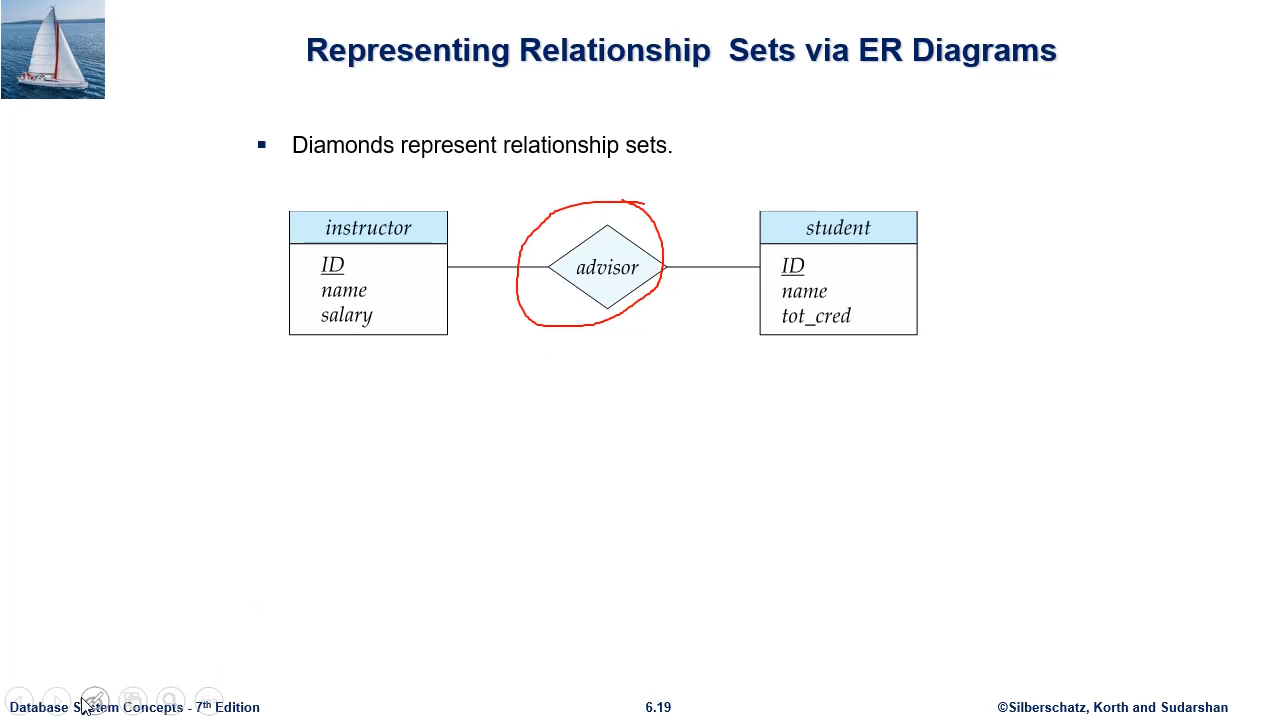 Representing Relationship Sets via ER Diagrams
Diamonds represent relationship sets.
instructor
ID
name
salary
advisor
student
ID
name
tot_cred
Database System Concepts - 7th Edition
6.19
©Silberschatz, Korth and Sudarshan